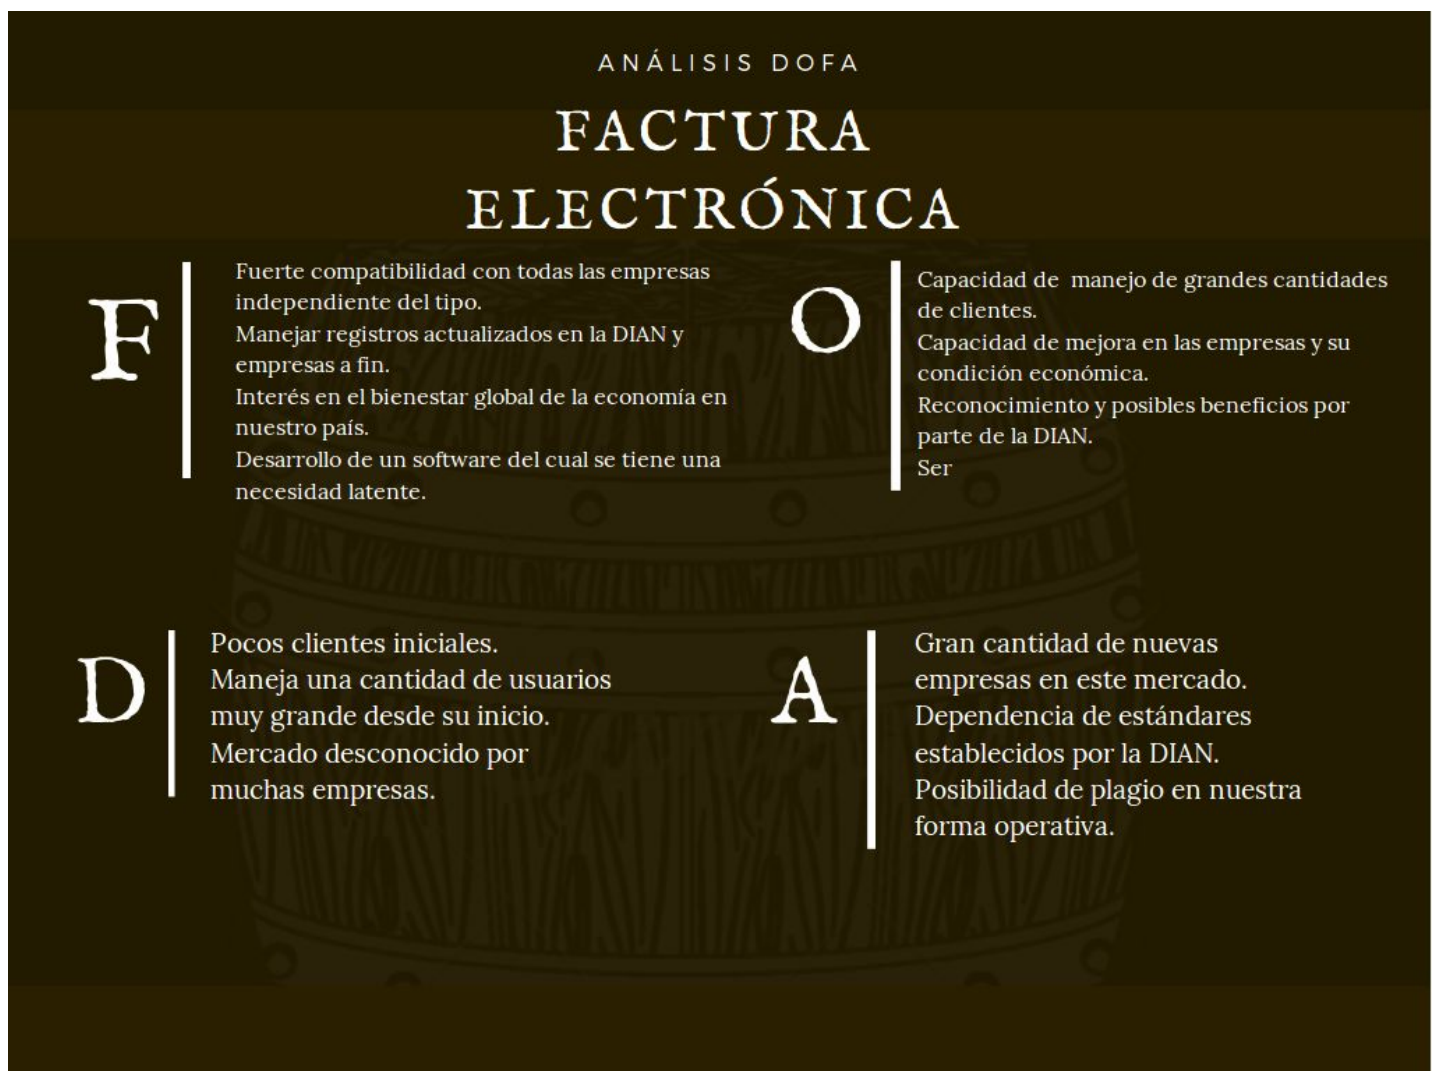 ANÁLISIS DOFA
FACTURA
ELECTRÓNICA
F
Fuerte compatibilidad con todas las empresas
independiente del tipo.
Manejar registros actualizados en la DIAN y
empresas a fin.
Interés en el bienestar global de la economía en
nuestro país.
Desarrollo de un software del cual se tiene una
necesidad latente.
O
Capacidad de  manejo de grandes cantidades
de clientes.
Capacidad de mejora en las empresas y su
condición económica.
Reconocimiento y posibles beneficios por
parte de la DIAN.
Ser
D
Pocos clientes iniciales.
Maneja una cantidad de usuarios
muy grande desde su inicio.
Mercado desconocido por
muchas empresas.
A
Gran cantidad de nuevas
empresas en este mercado.
Dependencia de estándares
establecidos por la DIAN.
Posibilidad de plagio en nuestra
forma operativa.